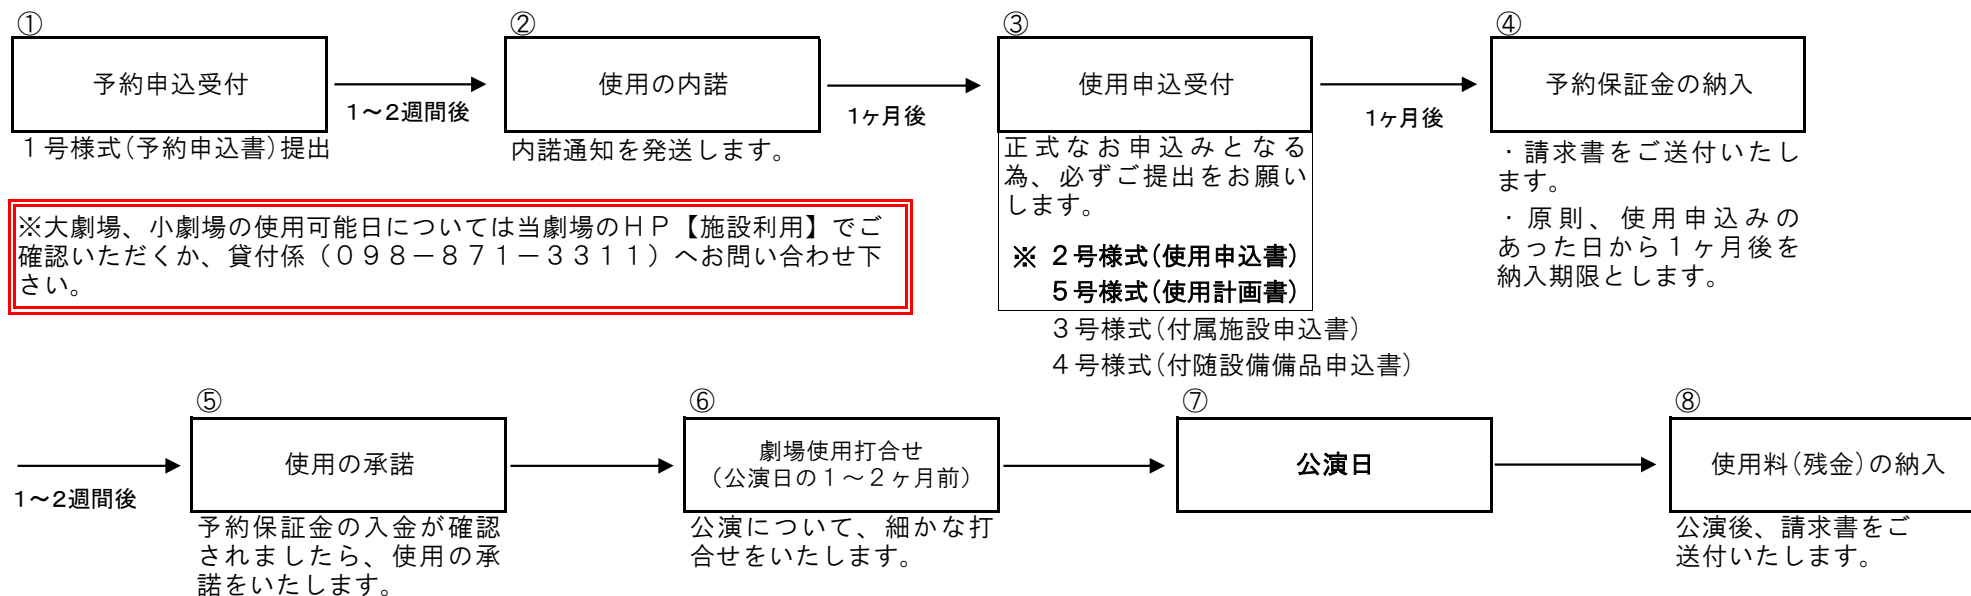 ①
予約申込受付
1～2週間後
１号様式(予約申込書)提出
②
使用の内諾
1ヶ月後
内諾通知を発送します。
③
使用申込受付
1ヶ月後
正式なお申込みとなる
為、必ずご提出をお願い
します。
※ ２号様式(使用申込書)
５号様式(使用計画書)
３号様式(付属施設申込書)
４号様式(付随設備備品申込書)
④
予約保証金の納入
・請求書をご送付いたし
ます。
・原則、使用申込みの
あった日から１ヶ月後を
納入期限とします。
※大劇場、小劇場の使用可能日については当劇場のＨＰ【施設利用】でご
確認いただくか、貸付係（０９８－８７１－３３１１）へお問い合わせ下
さい。
1～2週間後
⑤
使用の承諾
予約保証金の入金が確認
されましたら、使用の承
諾をいたします。
⑥
劇場使用打合せ
(公演日の１～２ヶ月前)
公演について、細かな打
合せをいたします。
⑦
公演日
⑧
使用料(残金)の納入
公演後、請求書をご
送付いたします。